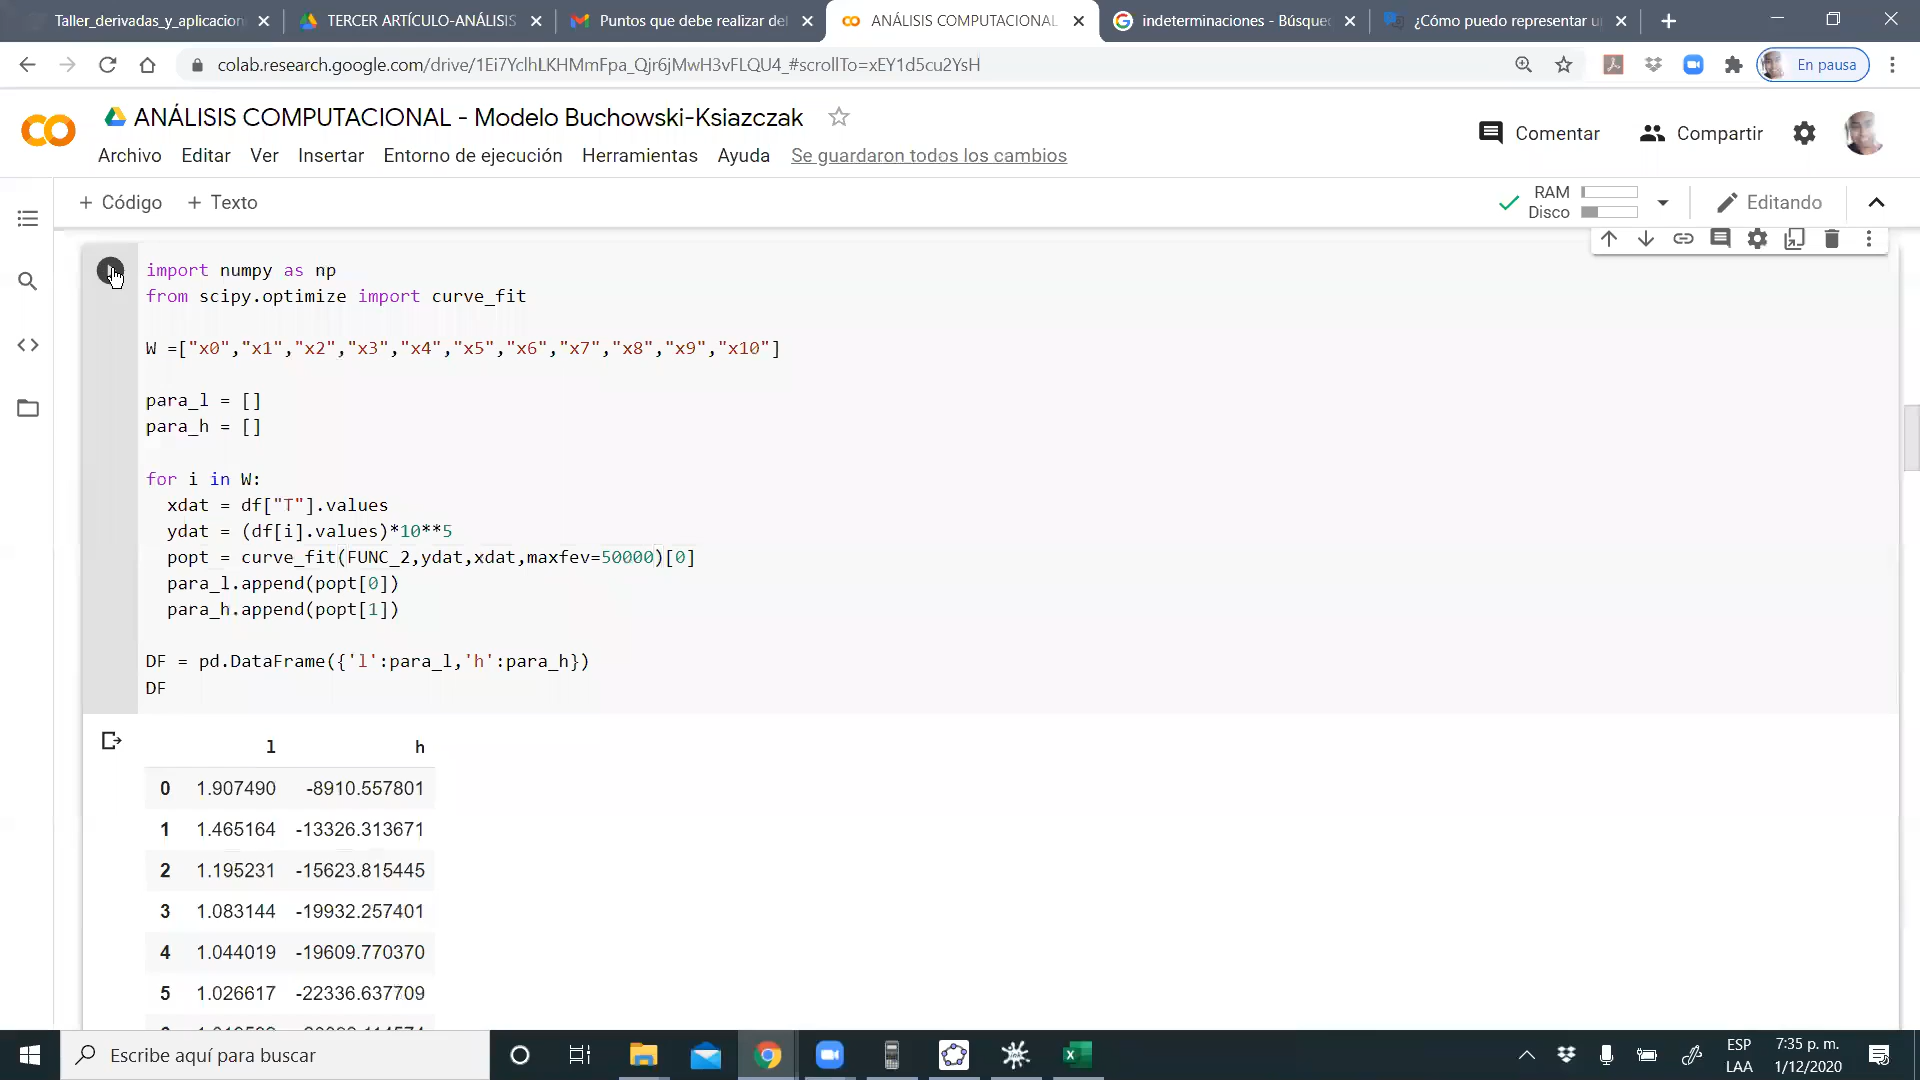 Taller_derivadas_y_aplicacion
TERCER ARTÍCULO-ANÁLISIS
Puntos que debe realizar del
ANÁLISIS COMPUTACIONAL
indeterminaciones - Búsque
¿Cómo puedo representar u
colab.research.google.com/drive/1Ei7YclhLKHMmFpa_Qjr6jMwH3vFLQU4_#scrollTo=xEY1d5cu2YsH
En pausa
ANÁLISIS COMPUTACIONAL - Modelo Buchowski-Ksiazczak
Comentar
Compartir
Archivo Editar Ver Insertar Entorno de ejecución Herramientas Ayuda Se guardaron todos los cambios
+ Código + Texto
RAM
Disco
Editando
import numpy as np
from scipy.optimize import curve_fit
W =["x0","x1","x2","x3","x4","x5","x6","x7","x8","x9","x10"]
para_l = []
para_h = []
for i in W:
xdat = df["T"].values
ydat = (df[i].values)*10**5
popt = curve_fit(FUNC_2,ydat,xdat,maxfev=50000)[0]
para_l.append(popt[0])
para_h.append(popt[1])
DF = pd.DataFrame({'l':para_l,'h':para_h})
DF
l h
0 1.907490 -8910.557801
1 1.465164 -13326.313671
2 1.195231 -15623.815445
3 1.083144 -19932.257401
4 1.044019 -19609.770370
5 1.026617 -22336.637709
Escribe aquí para buscar
ESP
LAA
7:35 p. m.
1/12/2020